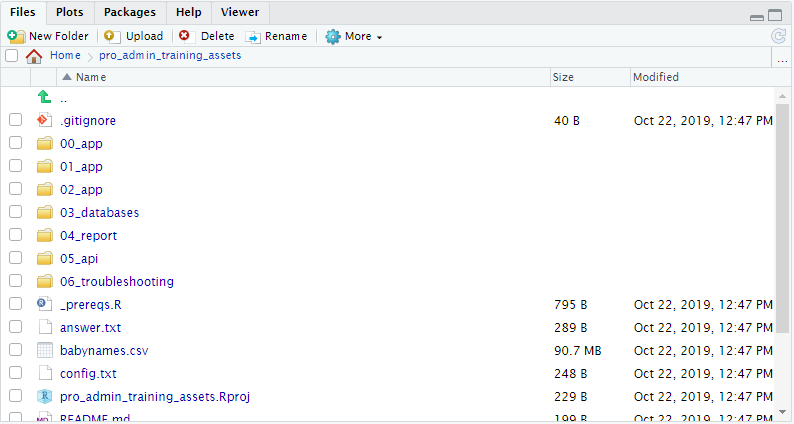 Files Plots Packages Help Viewer
New Folder Upload Delete Rename More
Home pro_admin_training_assets ...
Name Size Modified
..
.gitignore 40 B Oct 22, 2019, 12:47 PM
00_app
01_app
02_app
03_databases
04_report
05_api
06_troubleshooting
_prereqs.R 795 B Oct 22, 2019, 12:47 PM
answer.txt 289 B Oct 22, 2019, 12:47 PM
babynames.csv 90.7 MB Oct 22, 2019, 12:47 PM
config.txt 248 B Oct 22, 2019, 12:47 PM
pro_admin_training_assets.Rproj 229 B Oct 22, 2019, 12:47 PM
README.md 199 B Oct 22, 2019, 12:47 PM